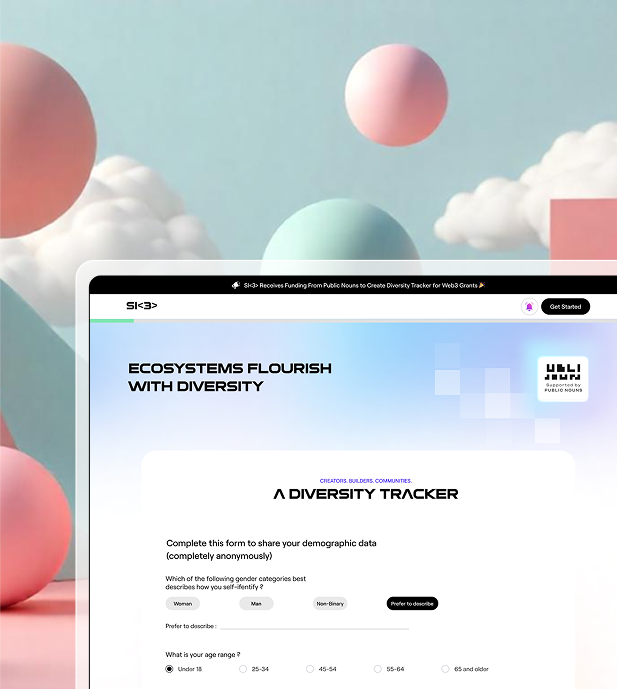 SI<3> Receives Funding From Public Nouns to Create Diversity Tracker for Web3 Grants
SI<3>
Get Started
ECOSYSTEMS FLOURISH
WITH DIVERSITY
Supported by
PUBLIC NOUNS
CREATORS. BUILDERS. COMMUNITIES.
A DIVERSITY TRACKER
Complete this form to share your demographic data
(completely anonymously)
Which of the following gender categories best
describes how you self-ifentify ?
Woman
Man
Non-Binary
Prefer to describe
Prefer to describe :
What is your age range ?
Under 18
25-34
45-54
55-64
65 and older